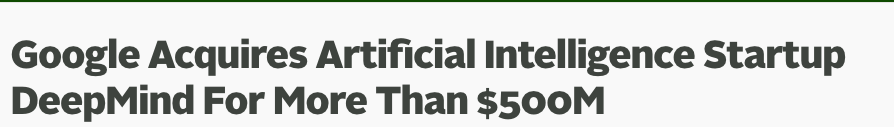 Google Acquires Artificial Intelligence Startup
DeepMind For More Than $500M